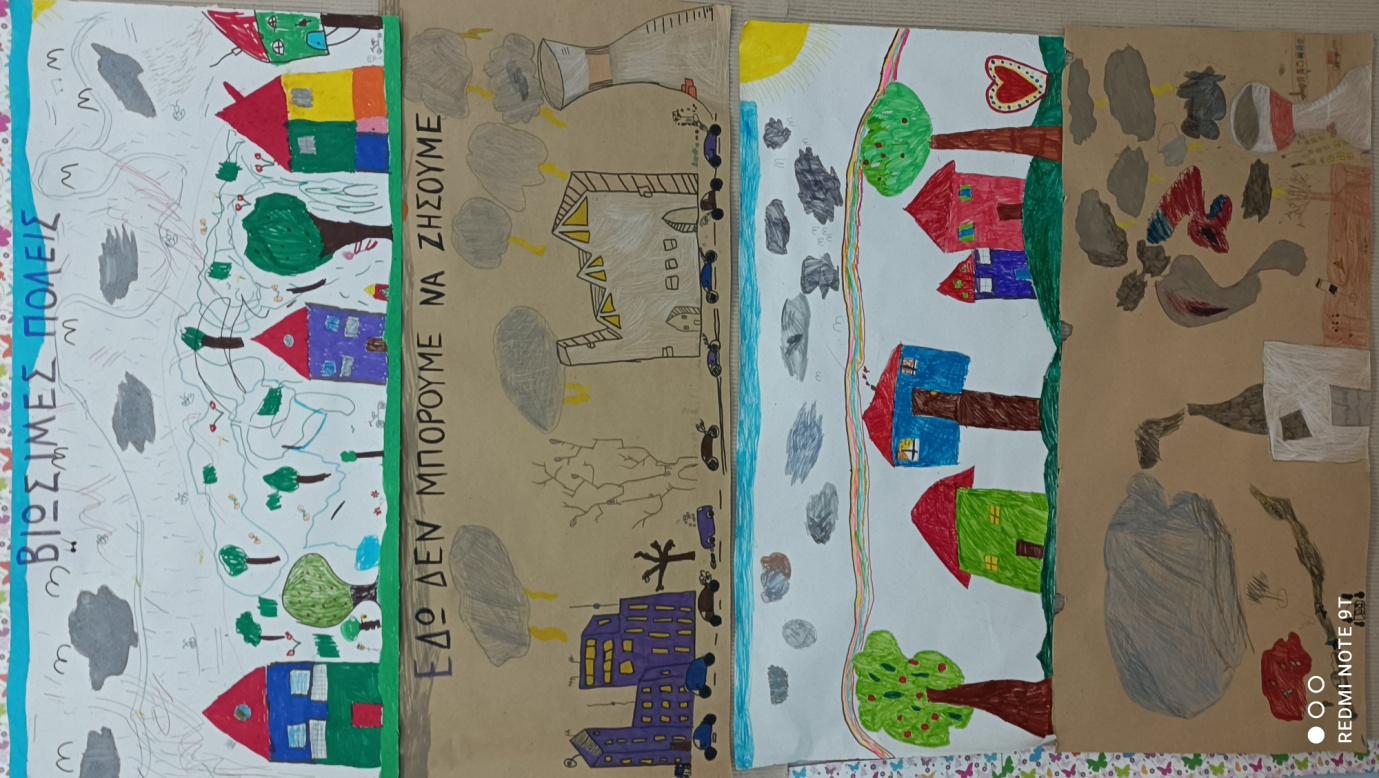 ΒΙΩΣΙΜΕΣ ΠΟΛΕΙΣ
ΕΔΩ ΔΕΝ ΜΠΟΡΟΥΜΕ ΝΑ ΖΗΣΟΥΜΕ
REDMI NOTE 9T